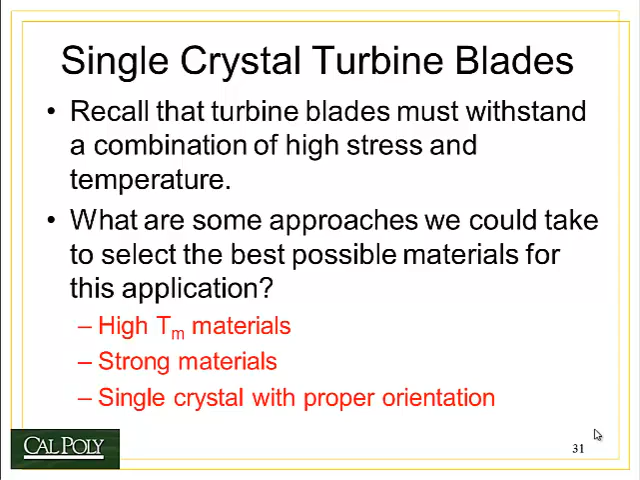 Single Crystal Turbine Blades
• Recall that turbine blades must withstand
a combination of high stress and
temperature.
• What are some approaches we could take
to select the best possible materials for
this application?
– High Tm materials
– Strong materials
– Single crystal with proper orientation
CAL POLY
31